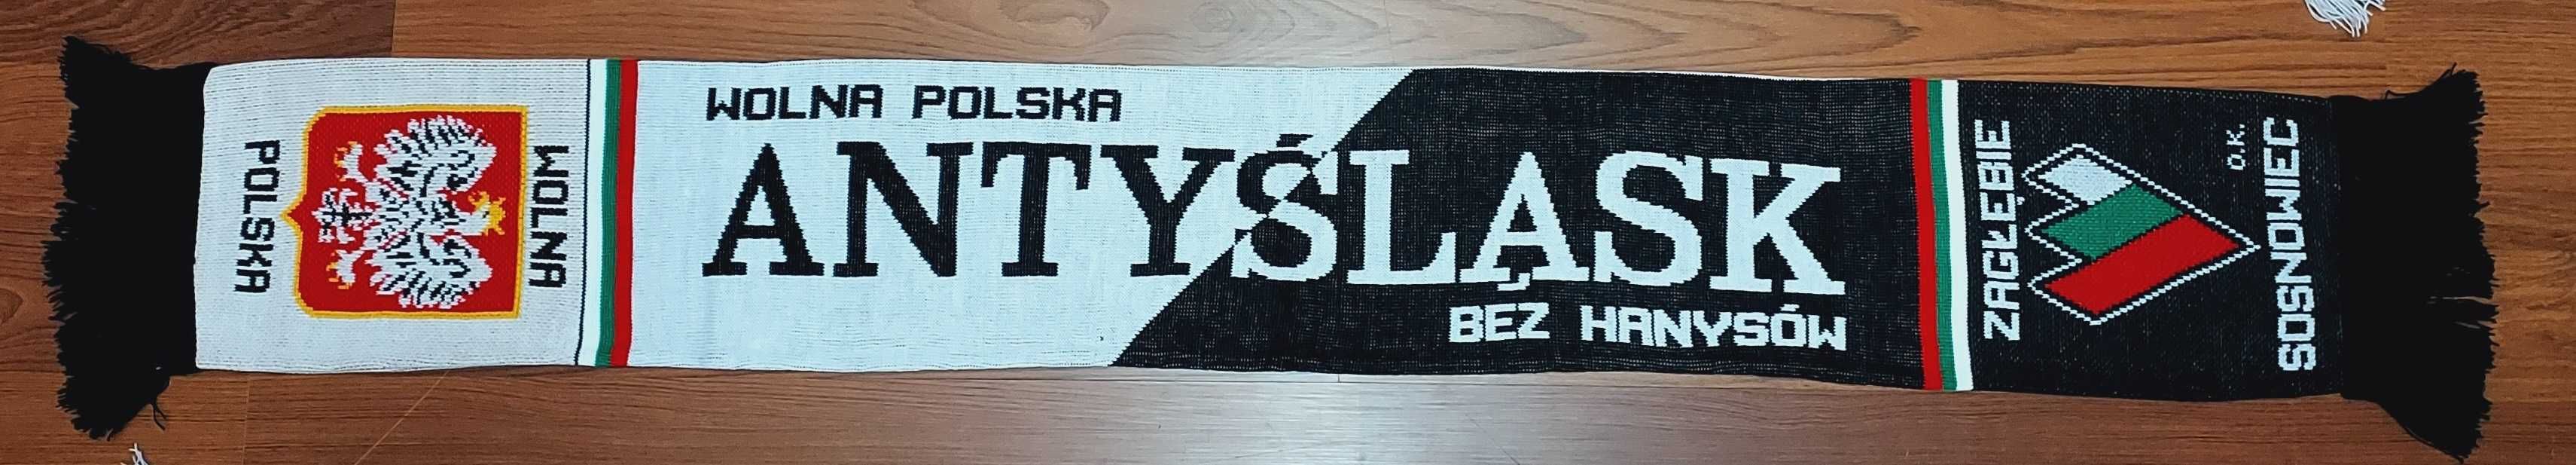 WOLNA
POLSKA
WOLNA POLSKA
ANTYŚLĄSK
BEZ HANYSÓW
ZAGŁĘBIE
O.K.
SOSNOWIEC